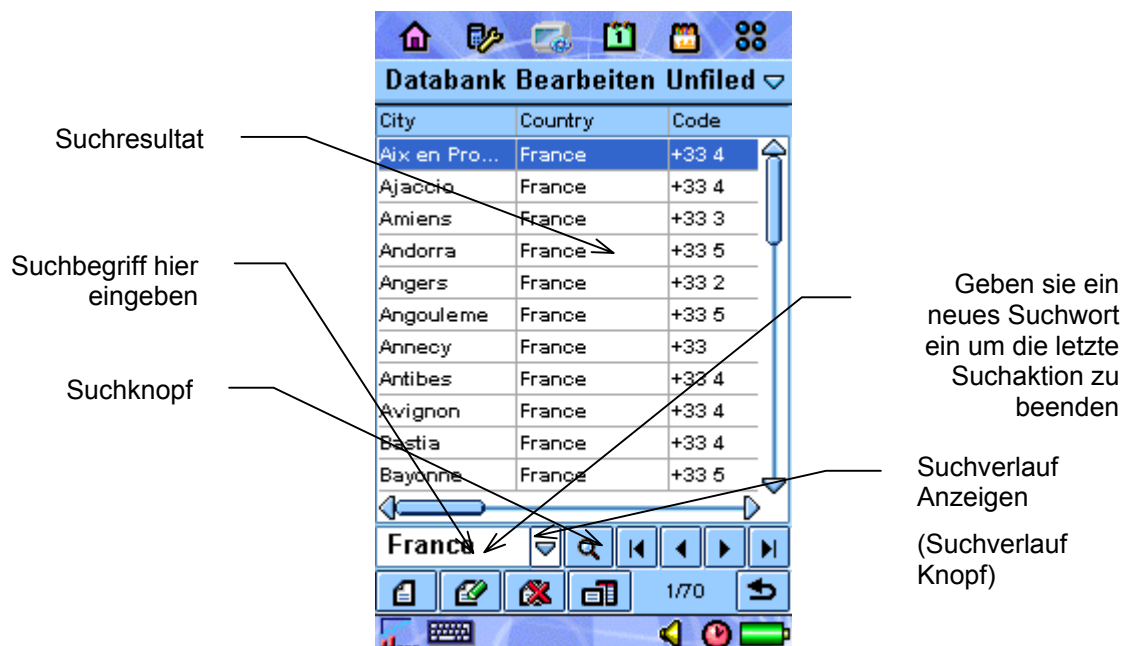 Databank Bearbeiten Unfiled
City Country Code
Aix en Pro... France +33 4
Ajaccio France +33 4
Amiens France +33 3
Andorra France +33 5
Angers France +33 2
Angouleme France +33 5
Annecy France +33
Antibes France +33 4
Avignon France +33 4
Bastia France +33 4
Bayonne France +33 5
France
1/70
Suchresultat
Suchbegriff hier
eingeben
Suchknopf
Geben sie ein
neues Suchwort
ein um die letzte
Suchaktion zu
beenden
Suchverlauf
Anzeigen
(Suchverlauf
Knopf)